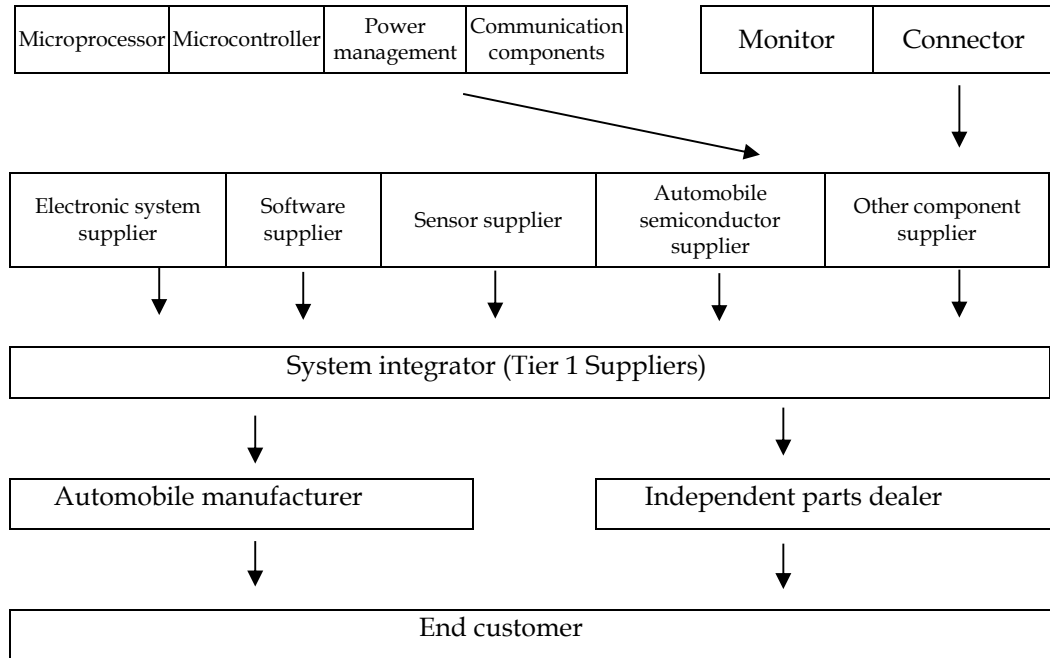 Microprocessor
Microcontroller
Power
management
Communication
components
Monitor
Connector
Electronic system
supplier
Software
supplier
Sensor supplier
Automobile
semiconductor
supplier
Other component
supplier
System integrator (Tier 1 Suppliers)
Automobile manufacturer
Independent parts dealer
End customer